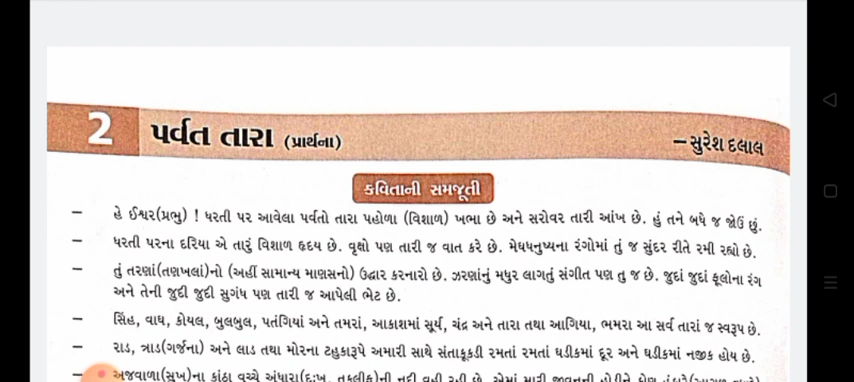 2 પર્વત તારા (પ્રાર્થના) – સુરેશ દલાલ
કવિતાની સમજૂતી
– હે ઈશ્વર(પ્રભુ) ! ધરતી પર આવેલા પર્વતો તારા પહોળા (વિશાળ) ખભા છે અને સરોવર તારી આંખ છે. હું તને બધે જ જોઉં છું.
– ધરતી પરના દરિયા એ તારું વિશાળ હૃદય છે. વૃક્ષો પણ તારી જ વાત કરે છે. મેઘધનુષ્યના રંગોમાં તું જ સુંદર રીતે રમી રહ્યો છે.
– તું તરણાં(તણખલાં)નો (અહીં સામાન્ય માણસનો) ઉદ્ધાર કરનારો છે. ઝરણાંનું મધુર લાગતું સંગીત પણ તુ જ છે. જુદાં જુદાં ફૂલોના રંગ
અને તેની જુદી જુદી સુગંધ પણ તારી જ આપેલી ભેટ છે.
– સિંહ, વાઘ, કોયલ, બુલબુલ, પતંગિયાં અને તમરાં, આકાશમાં સૂર્ય, ચંદ્ર અને તારા તથા આગિયા, ભમરા આ સર્વ તારાં જ સ્વરૂપ છે.
– રાડ, ત્રાડ(ગર્જના) અને લાડ તથા મોરના ટહુકારૂપે અમારી સાથે સંતાકૂકડી રમતાં રમતાં ઘડીકમાં દૂર અને ઘડીકમાં નજીક હોય છે.
– અજવાળા(સુખ)ના કાંઠા વચ્ચે અંધારા(દુઃખ, તકલીફ)ની નદી વહી રહી છે. એમાં મારી જીવનની હોડીને કોણ